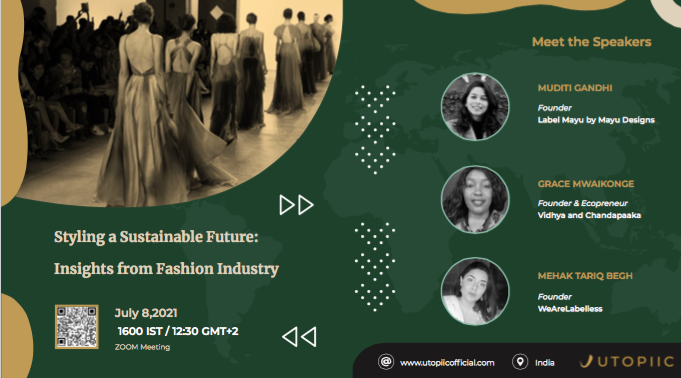 Meet the Speakers
MUDITI GANDHI
Founder
Label Mayu by Mayu Designs
GRACE MWAIKONGE
Founder & Ecopreneur
Vidhya and Chandapaaka
MEHAK TARIQ BEGH
Founder
WeAreLabelless
Styling a Sustainable Future:
Insights from Fashion Industry
July 8,2021
1600 IST / 12:30 GMT+2
ZOOM Meeting
www.utopiicofficial.com
India
UTOPIIC